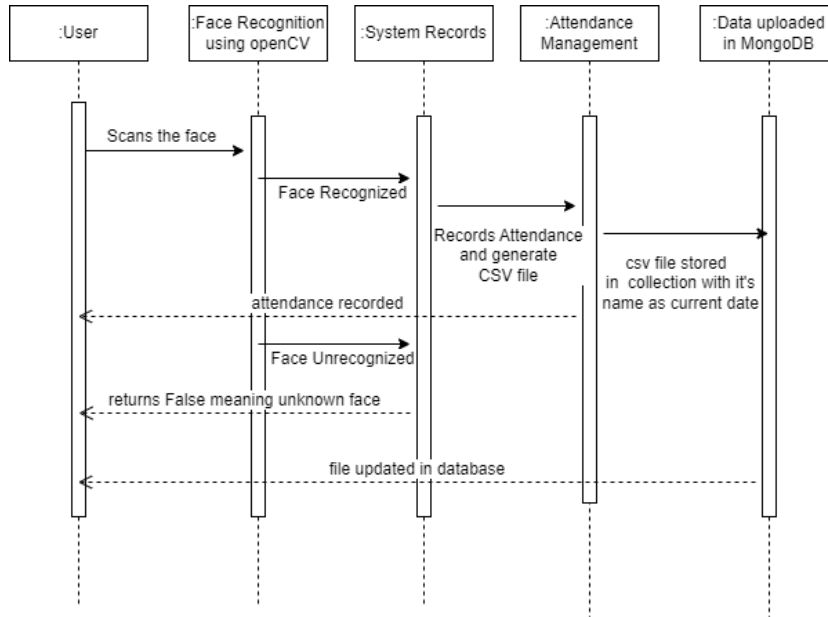 :User
:Face Recognition
using openCV
:System Records
:Attendance
Management
:Data uploaded
in MongoDB
Scans the face
Face Recognized
Records Attendance
and generate
CSV file
csv file stored
in collection with it's
name as current date
attendance recorded
Face Unrecognized
returns False meaning unknown face
file updated in database